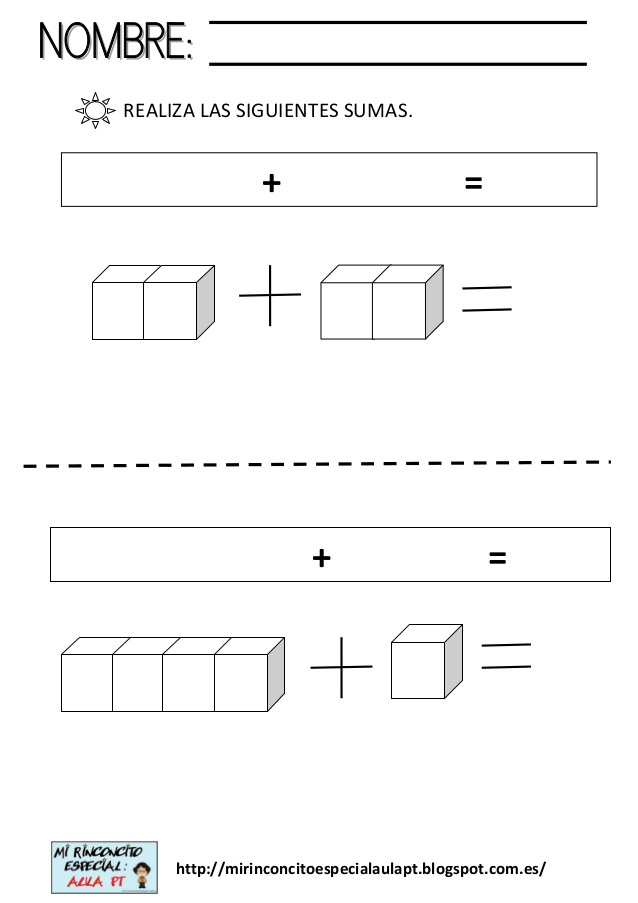 NOMBRE:
REALIZA LAS SIGUIENTES SUMAS.
+ =
+ =
+ =
+ =
MI RINCONCITO
ESPECIAL:
AULA PT
http://mirinconcitoespecialaulapt.blogspot.com.es/